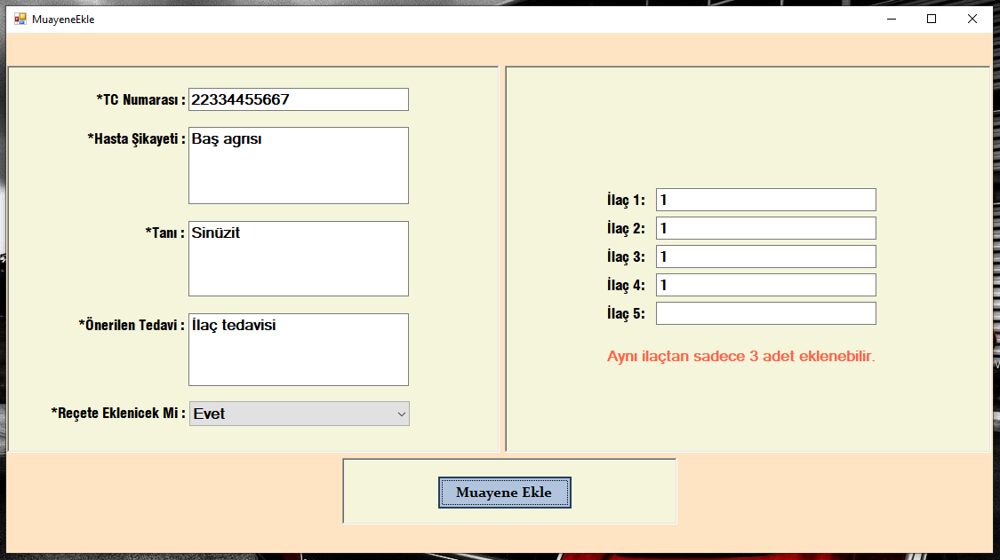 MuayeneEkle
*TC Numarası : 22334455667
*Hasta Şikayeti : Baş agrısı
*Tanı : Sinüzit
*Önerilen Tedavi : İlaç tedavisi
*Reçete Eklenicek Mi : Evet
İlaç 1: 1
İlaç 2: 1
İlaç 3: 1
İlaç 4: 1
İlaç 5:
Aynı ilaçtan sadece 3 adet eklenebilir.
Muayene Ekle